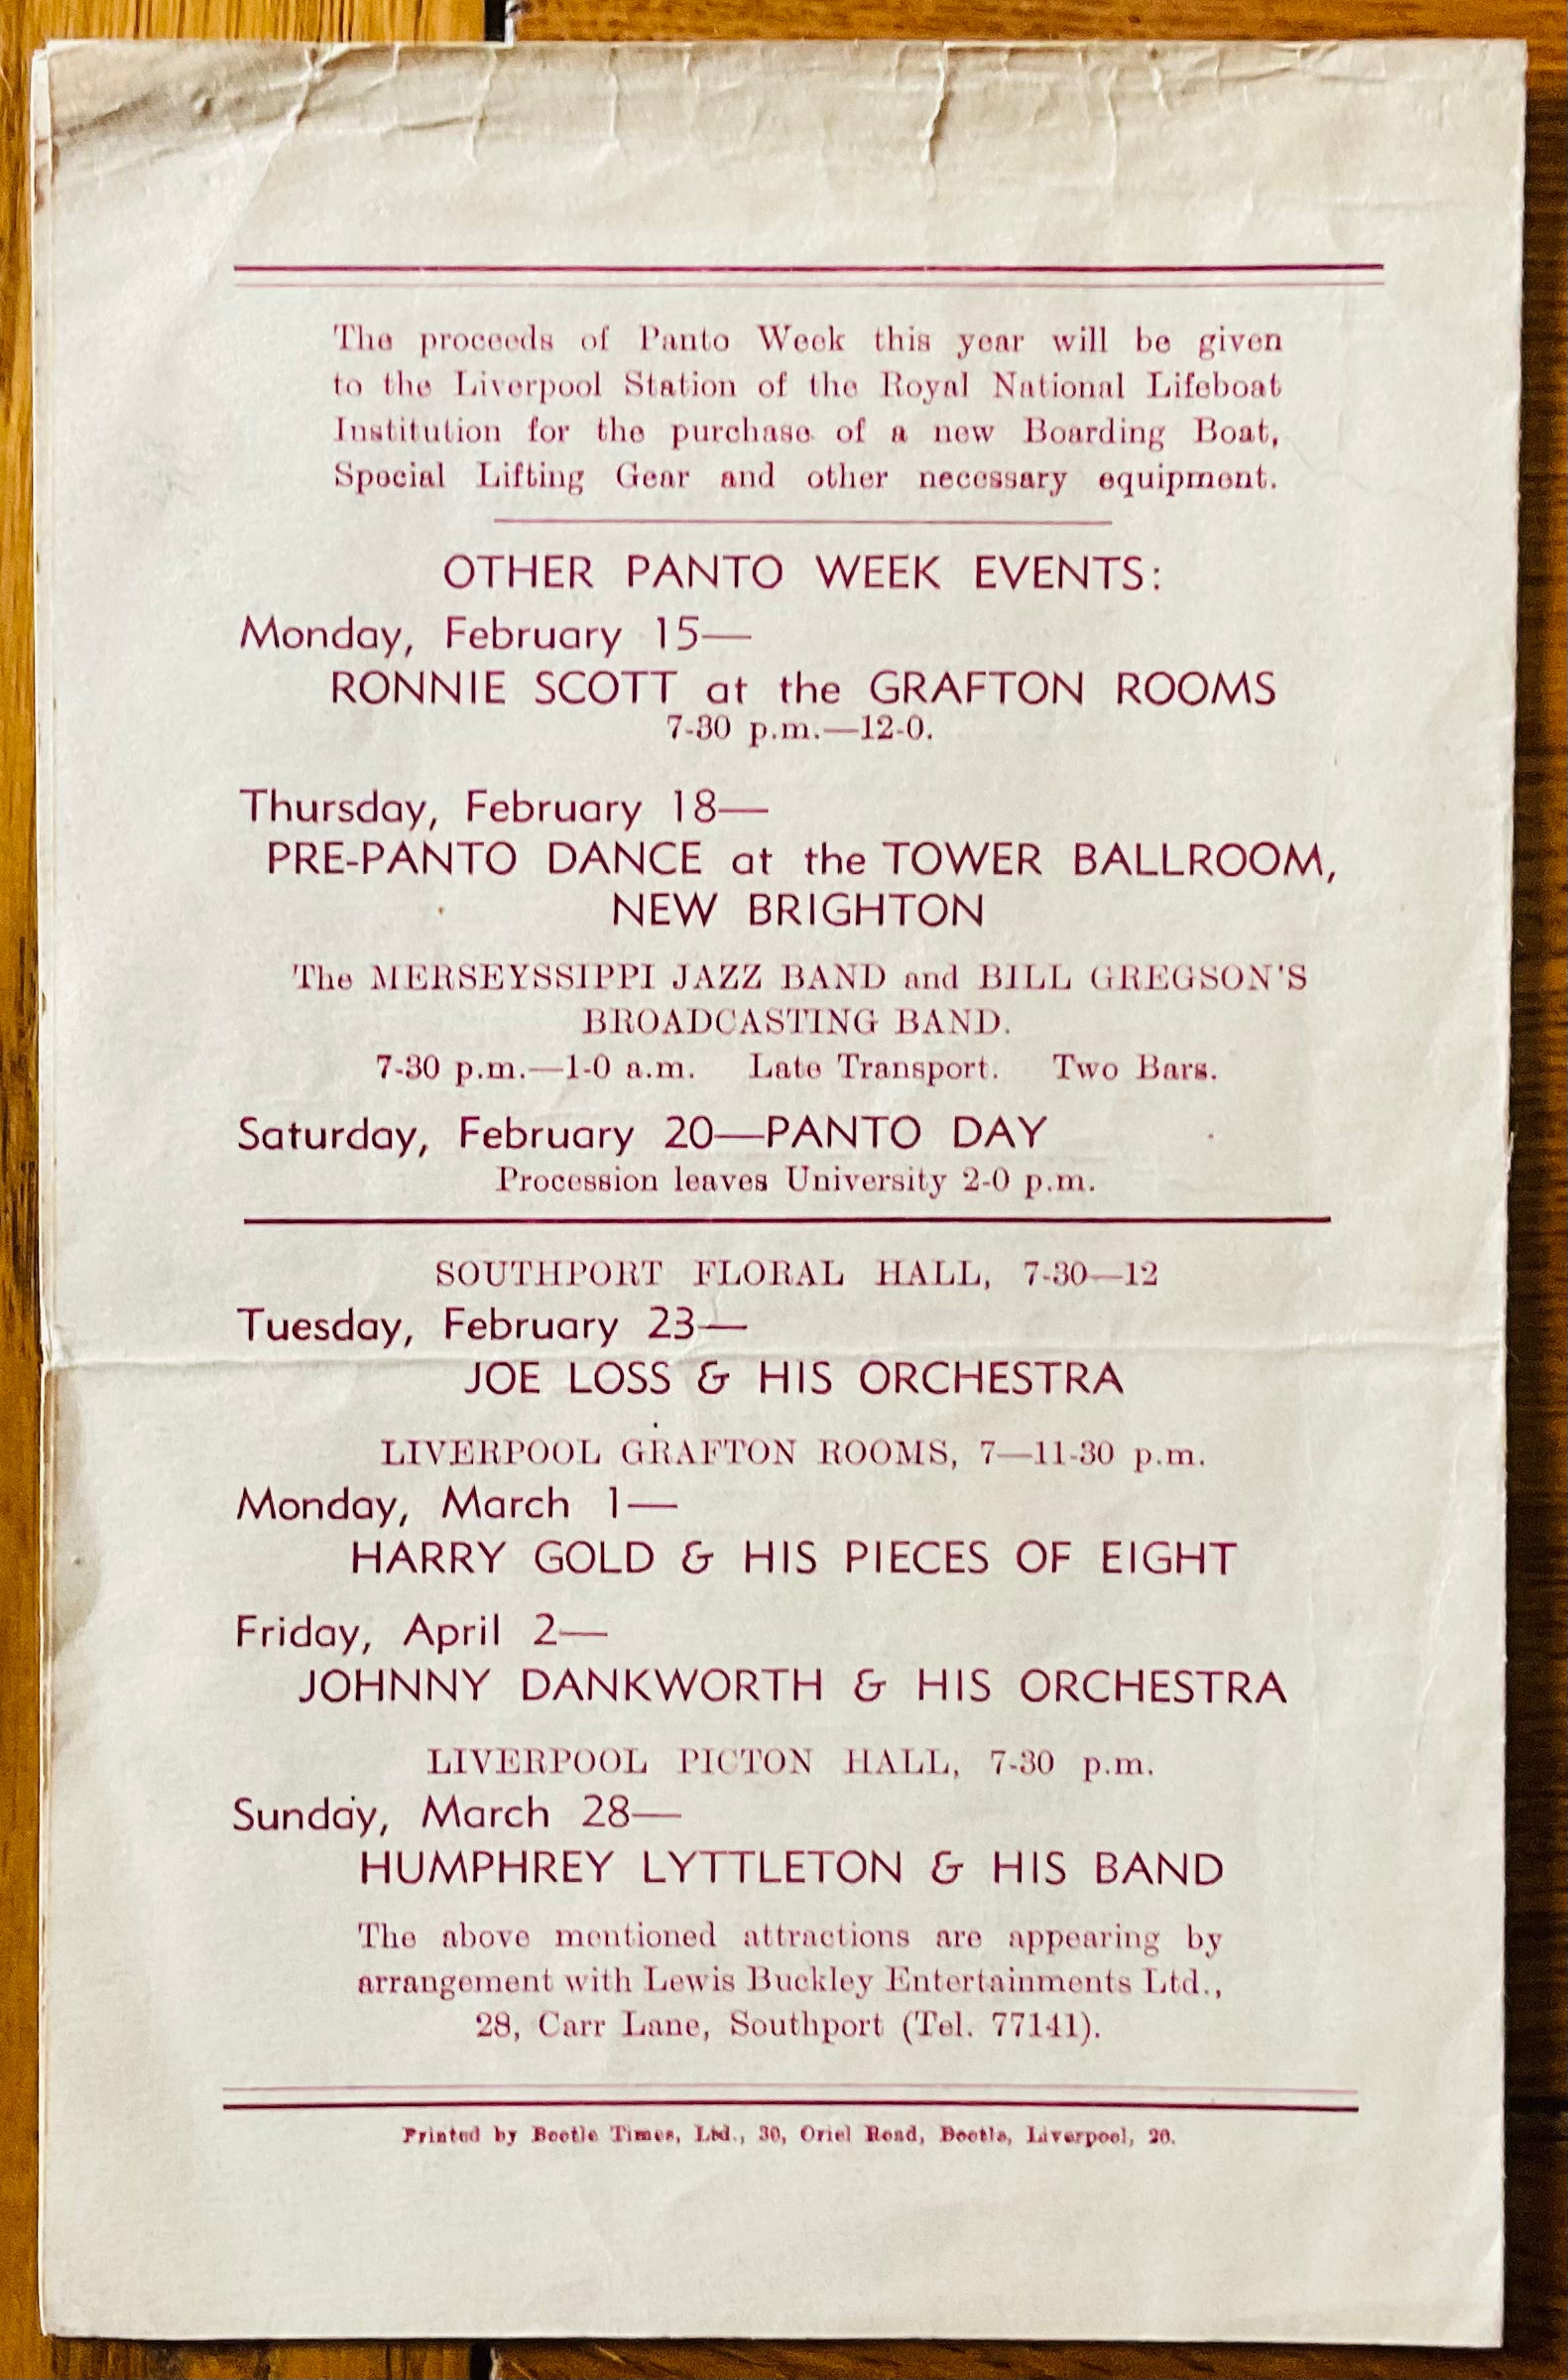 The proceeds of Panto Week this year will be given
to the Liverpool Station of the Royal National Lifeboat
Institution for the purchase of a new Boarding Boat,
Special Lifting Gear and other necessary equipment.
OTHER PANTO WEEK EVENTS:
Monday, February 15—
RONNIE SCOTT at the GRAFTON ROOMS
7-30 p.m.—12-0.
Thursday, February 18—
PRE-PANTO DANCE at the TOWER BALLROOM,
NEW BRIGHTON
The MERSEYSSIPPI JAZZ BAND and BILL GREGSON'S
BROADCASTING BAND.
7-30 p.m.—1-0 a.m. Late Transport. Two Bars.
Saturday, February 20—PANTO DAY
Procession leaves University 2-0 p.m.
SOUTHPORT FLORAL HALL, 7-30—12
Tuesday, February 23—
JOE LOSS & HIS ORCHESTRA
LIVERPOOL GRAFTON ROOMS, 7—11-30 p.m.
Monday, March 1—
HARRY GOLD & HIS PIECES OF EIGHT
Friday, April 2—
JOHNNY DANKWORTH & HIS ORCHESTRA
LIVERPOOL PICTON HALL, 7-30 p.m.
Sunday, March 28—
HUMPHREY LYTTLETON & HIS BAND
The above mentioned attractions are appearing by
arrangement with Lewis Buckley Entertainments Ltd.,
28, Carr Lane, Southport (Tel. 77141).
Printed by Bootle Times, Ltd., 30, Oriel Road, Bootle, Liverpool, 20.